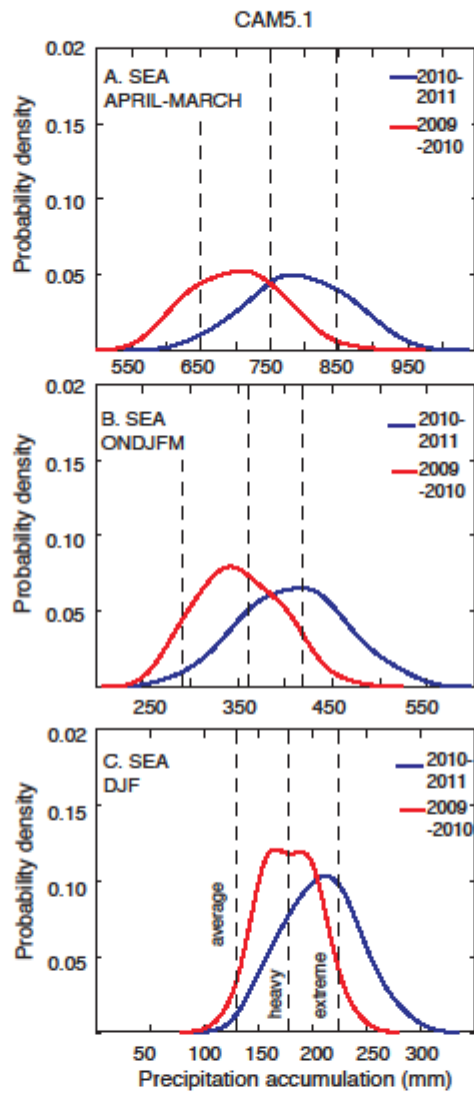 CAM5.1
0.02
A. SEA
APRIL-MARCH
2010-
2011
2009
-2010
0.15
0.10
0.05
Probability density
550 650 750 850 950
0.02
B. SEA
ONDJFM
2010-
2011
2009
-2010
0.15
0.10
0.05
Probability density
250 350 450 550
0.02
C. SEA
DJF
2010-
2011
2009
-2010
0.15
0.10
0.05
Probability density
average
heavy
extreme
50 100 150 200 250 300
Precipitation accumulation (mm)